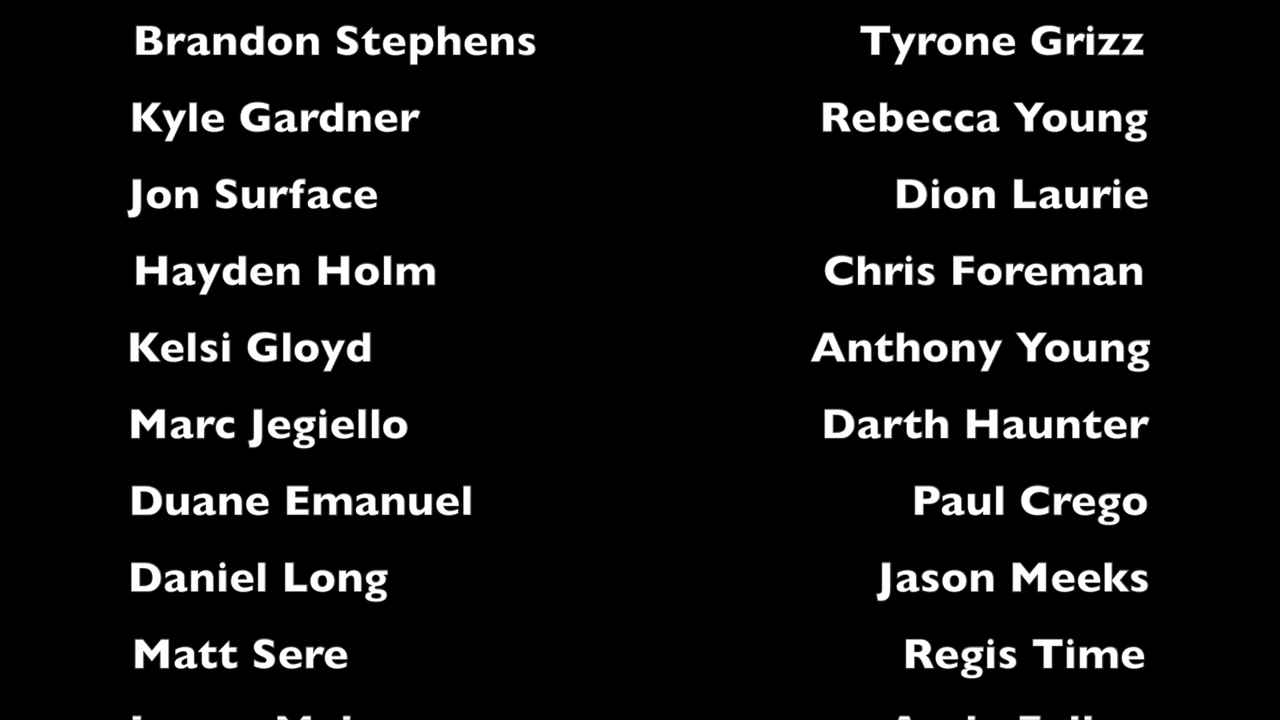 Brandon Stephens Tyrone Grizz
Kyle Gardner Rebecca Young
Jon Surface Dion Laurie
Hayden Holm Chris Foreman
Kelsi Gloyd Anthony Young
Marc Jegiello Darth Haunter
Duane Emanuel Paul Crego
Daniel Long Jason Meeks
Matt Sere Regis Time